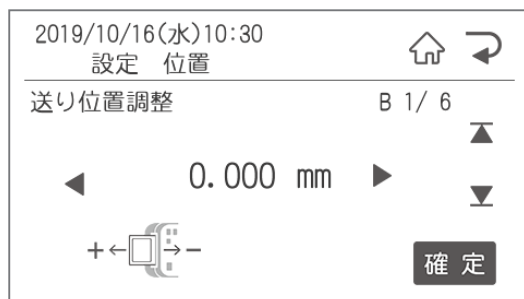 2019/10/16(水)10:30
設定　位置
送り位置調整 B 1/ 6
0.000 mm
+←→−
確 定